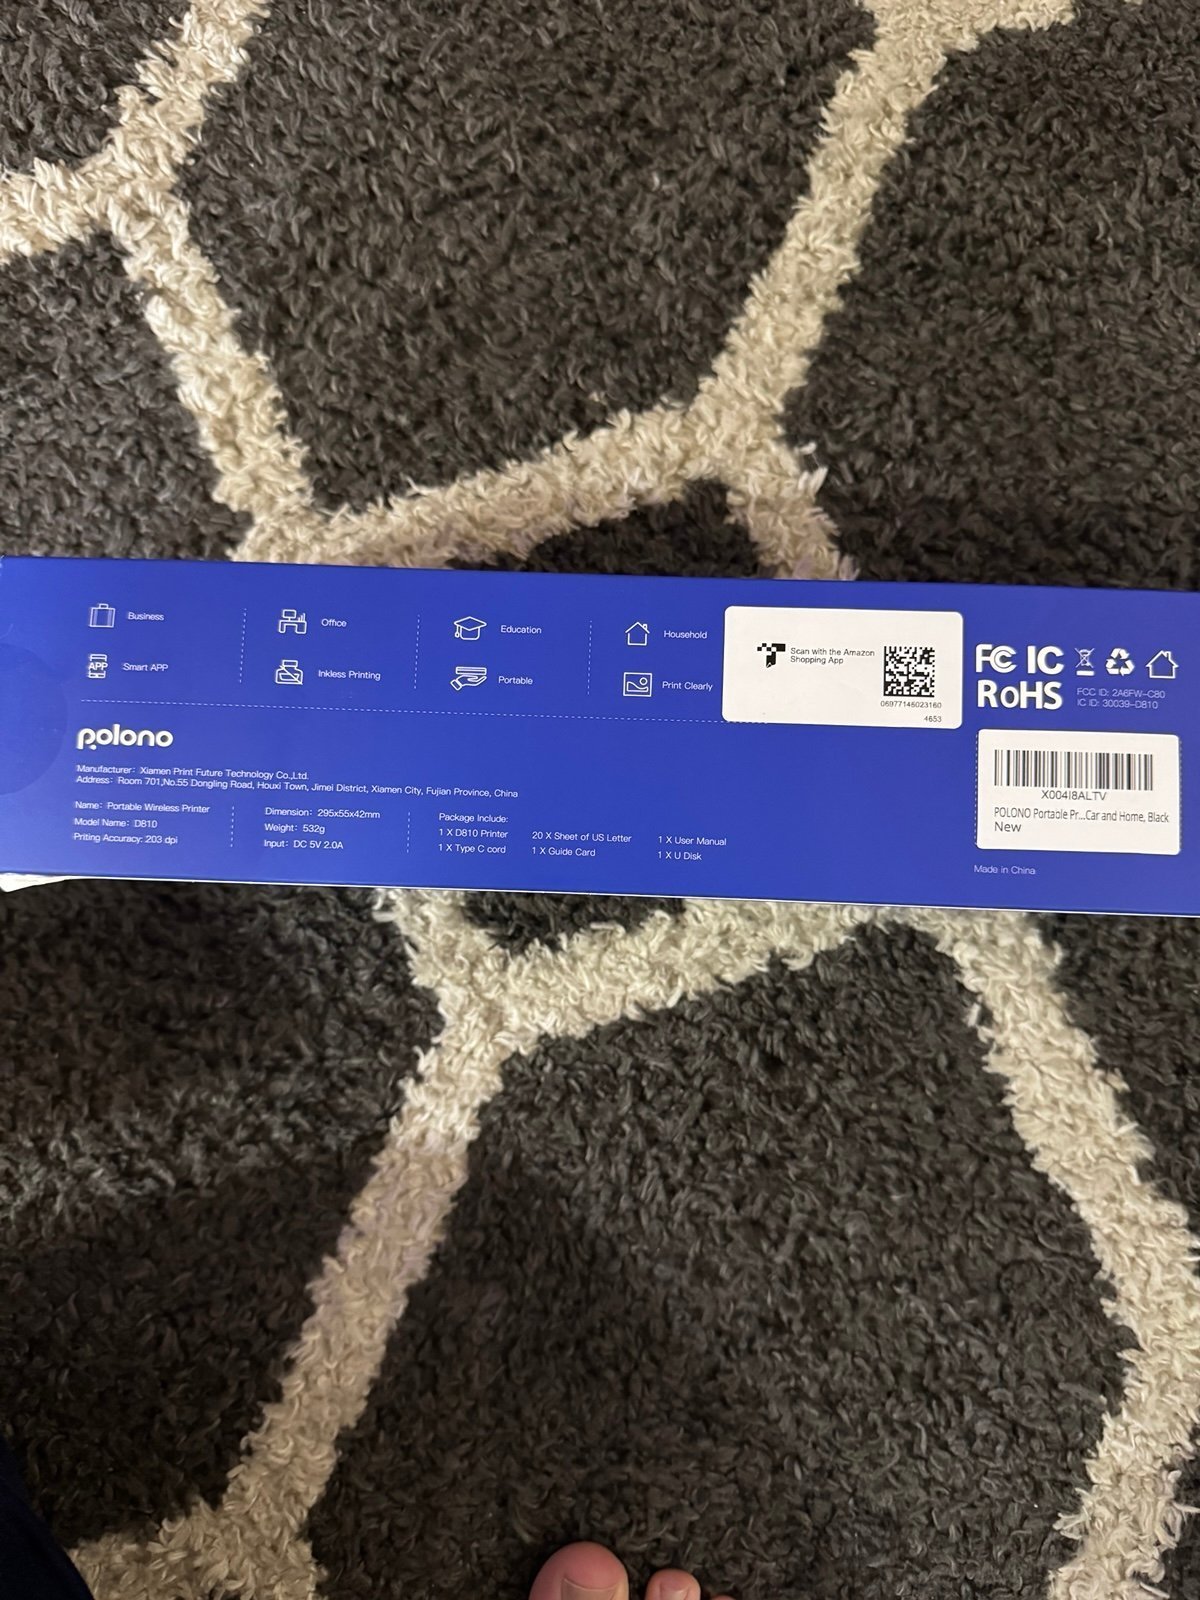 Business
Office
Education
Household
APP
Smart APP
Inkless Printing
Portable
Print Clearly
Scan with the Amazon
Shopping App
06977145023160
4653
FC IC
RoHS
FCC ID: 2A6FW-C80
IC ID: 30039-D810
polono
Manufacturer: Xiamen Print Future Technology Co.,Ltd.
Address: Room 701,No.55 Dongling Road, Houxi Town, Jimei District, Xiamen City, Fujian Province, China
Name: Portable Wireless Printer
Model Name: D810
Priting Accuracy: 203 dpi
Dimension: 295x55x42mm
Weight: 532g
Input: DC 5V 2.0A
Package Include:
1 X D810 Printer
20 X Sheet of US Letter
1 X User Manual
1 X Type C cord
1 X Guide Card
1 X U Disk
X004I8ALTV
POLONO Portable Pr...Car and Home, Black
New
Made in China